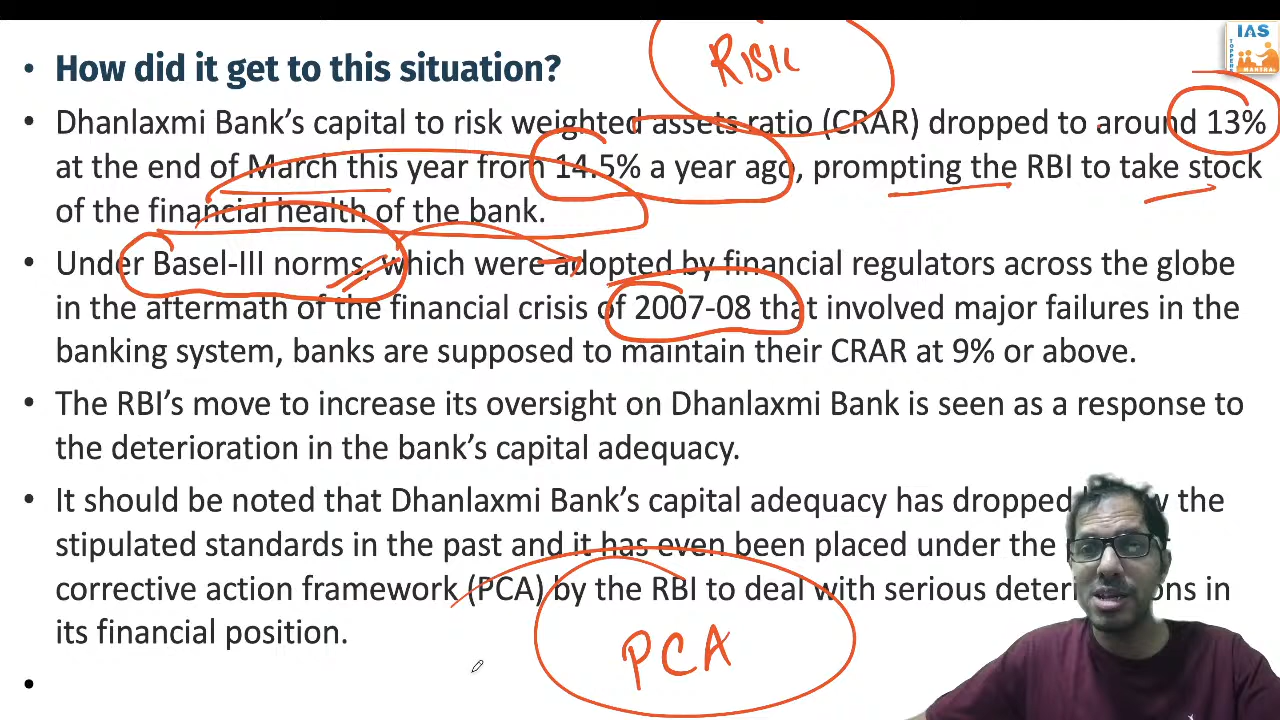 RISK
IAS
TOPPERS
MANTRA
• How did it get to this situation?
• Dhanlaxmi Bank’s capital to risk weighted assets ratio (CRAR) dropped to around 13%
at the end of March this year from 14.5% a year ago, prompting the RBI to take stock
of the financial health of the bank.
• Under Basel-III norms, which were adopted by financial regulators across the globe
in the aftermath of the financial crisis of 2007-08 that involved major failures in the
banking system, banks are supposed to maintain their CRAR at 9% or above.
• The RBI’s move to increase its oversight on Dhanlaxmi Bank is seen as a response to
the deterioration in the bank’s capital adequacy.
• It should be noted that Dhanlaxmi Bank’s capital adequacy has dropped the
stipulated standards in the past and it has even been placed under the
corrective action framework (PCA) by the RBI to deal with serious in
its financial position.
PCA
•